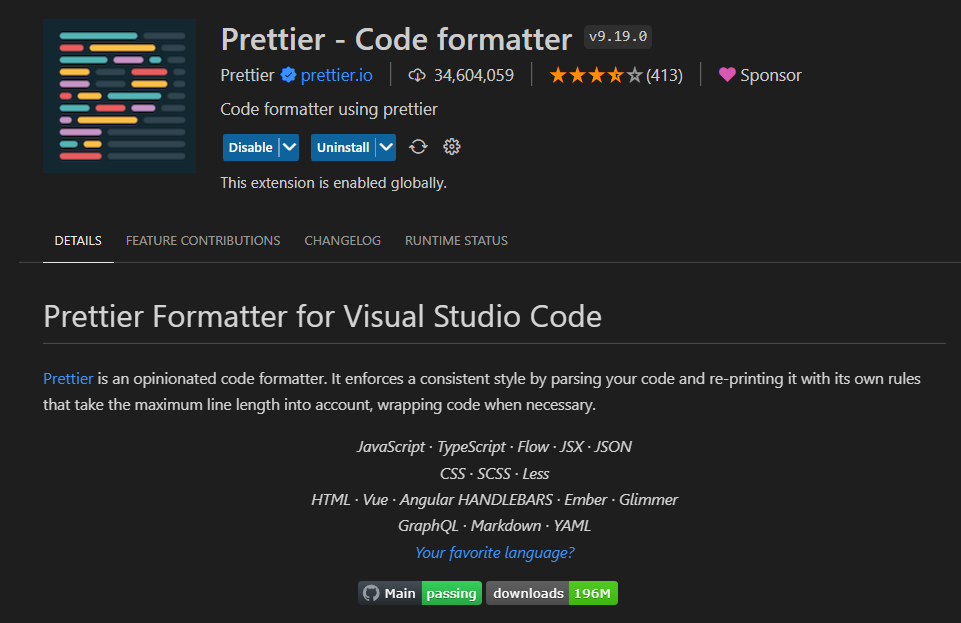 Prettier - Code formatter v9.19.0
Prettier prettier.io 34,604,059 (413) Sponsor
Code formatter using prettier
Disable Uninstall
This extension is enabled globally.
DETAILS FEATURE CONTRIBUTIONS CHANGELOG RUNTIME STATUS
Prettier Formatter for Visual Studio Code
Prettier is an opinionated code formatter. It enforces a consistent style by parsing your code and re-printing it with its own rules
that take the maximum line length into account, wrapping code when necessary.
JavaScript · TypeScript · Flow · JSX · JSON
CSS · SCSS · Less
HTML · Vue · Angular HANDLEBARS · Ember · Glimmer
GraphQL · Markdown · YAML
Your favorite language?
Main passing downloads 196M